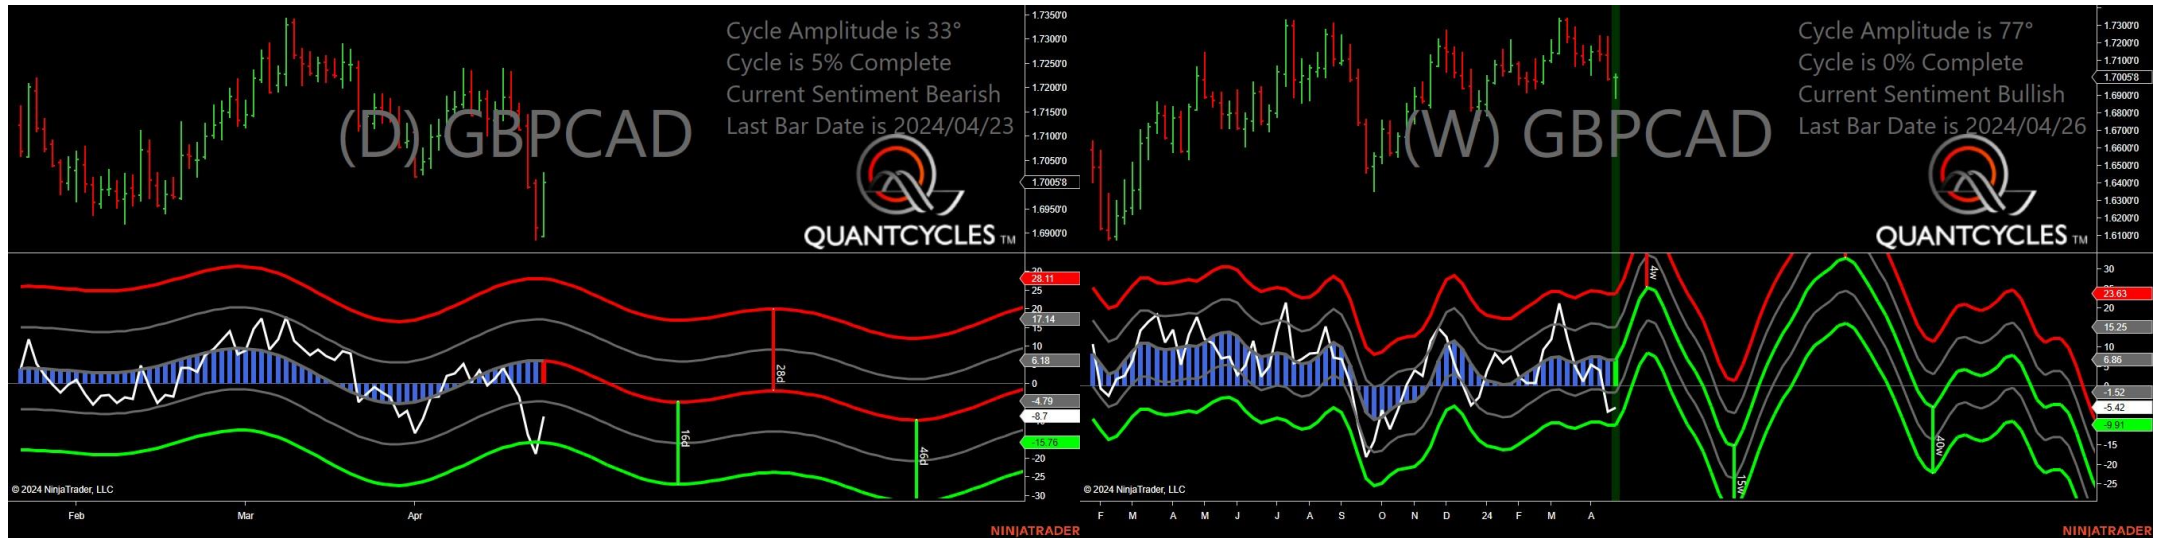 Cycle Amplitude is 33°
Cycle is 5% Complete
Current Sentiment Bearish
Last Bar Date is 2024/04/23
(D) GBPCAD
QUANTCYCLES TM
1.7350'0
1.7300'0
1.7250'0
1.7200'0
1.7150'0
1.7100'0
1.7050'0
1.7005'8
1.6950'0
1.6900'0
30
28.11
25
20
17.14
15
10
6.18
0
-4.79
-8.7
-15.76
-20
-25
-30
28d
16d
46d
© 2024 NinjaTrader, LLC
Feb
Mar
Apr
NINJATRADER
Cycle Amplitude is 77°
Cycle is 0% Complete
Current Sentiment Bullish
Last Bar Date is 2024/04/26
(W) GBPCAD
QUANTCYCLES TM
1.7300'0
1.7200'0
1.7100'0
1.7005'8
1.6900'0
1.6800'0
1.6700'0
1.6600'0
1.6500'0
1.6400'0
1.6300'0
1.6200'0
1.6100'0
30
23.63
20
15.25
10
6.86
5
0
-1.52
-5.42
-9.91
-15
-20
-25
4w
15w
40w
© 2024 NinjaTrader, LLC
F
M
A
M
J
J
A
S
O
N
D
24
F
M
A
NINJATRADER